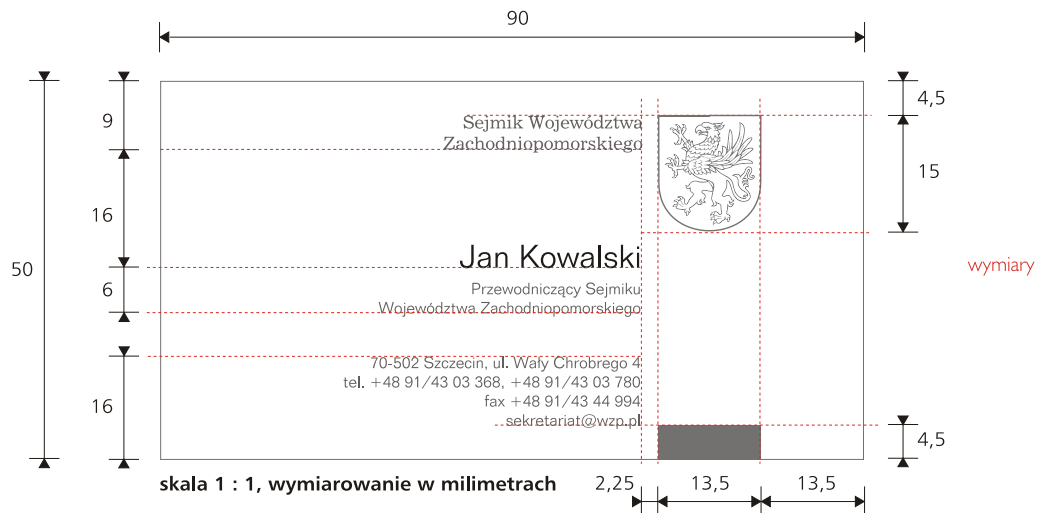 90
4,5
9
Sejmik Województwa
Zachodniopomorskiego
15
16
50
Jan Kowalski
wymiary
6
Przewodniczący Sejmiku
Województwa Zachodniopomorskiego
70-502 Szczecin, ul. Wały Chrobrego 4
tel. +48 91/43 03 368, +48 91/43 03 780
16
fax +48 91/43 44 994
sekretariat@wzp.pl
4,5
skala 1 : 1, wymiarowanie w milimetrach
2,25
13,5
13,5